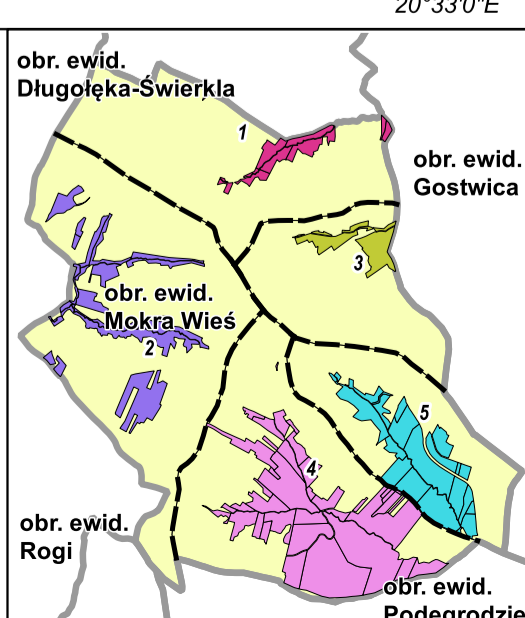 20°33'0"E
obr. ewid.
Długołęka-Świerkla
1
obr. ewid.
Gostwica
3
obr. ewid.
Mokra Wieś
2
5
4
obr. ewid.
Rogi
obr. ewid.
Podegrodzie